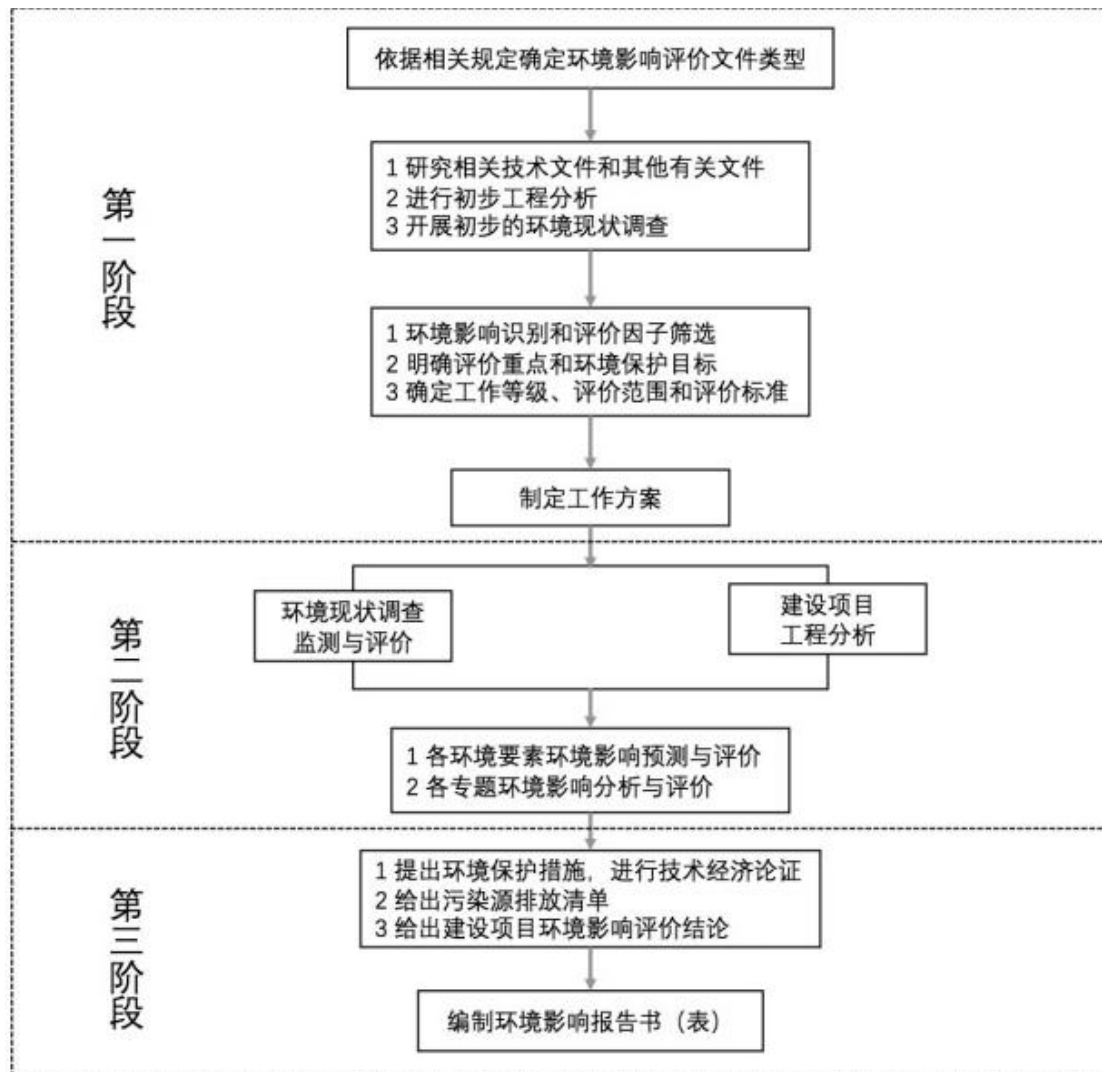 依据相关规定确定环境影响评价文件类型
1 研究相关技术文件和其他有关文件
2 进行初步工程分析
3 开展初步的环境现状调查
第一阶段
1 环境影响识别和评价因子筛选
2 明确评价重点和环境保护目标
3 确定工作等级、评价范围和评价标准
制定工作方案
第二阶段
环境现状调查
监测与评价
建设项目
工程分析
1 各环境要素环境影响预测与评价
2 各专题环境影响分析与评价
第三阶段
1 提出环境保护措施，进行技术经济论证
2 给出污染源排放清单
3 给出建设项目环境影响评价结论
编制环境影响报告书（表）